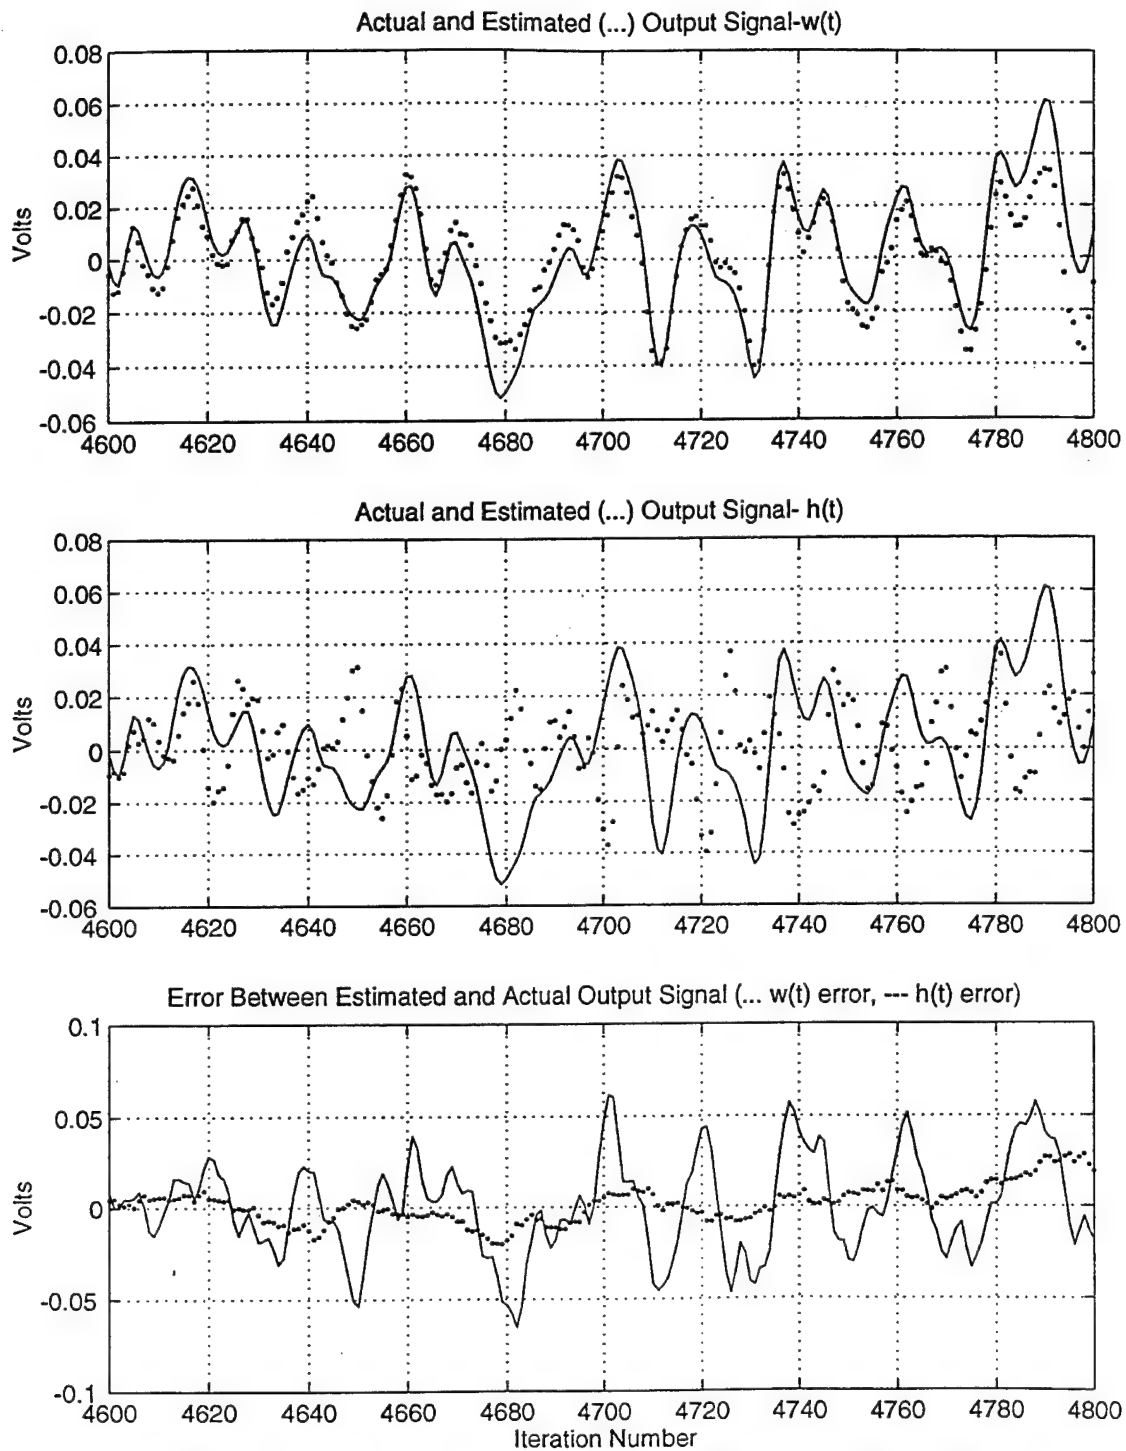 Actual and Estimated (...) Output Signal-w(t)
0.08
0.06
0.04
0.02
0
-0.02
-0.04
-0.06
Volts
4600 4620 4640 4660 4680 4700 4720 4740 4760 4780 4800
Actual and Estimated (...) Output Signal- h(t)
0.08
0.06
0.04
0.02
0
-0.02
-0.04
-0.06
Volts
4600 4620 4640 4660 4680 4700 4720 4740 4760 4780 4800
Error Between Estimated and Actual Output Signal (... w(t) error, --- h(t) error)
0.1
0.05
0
-0.05
-0.1
Volts
4600 4620 4640 4660 4680 4700 4720 4740 4760 4780 4800
Iteration Number